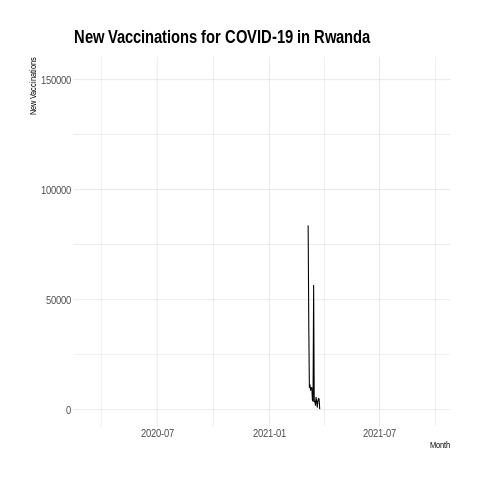 New Vaccinations for COVID-19 in Rwanda
New Vaccinations
150000
100000
50000
0
2020-07
2021-01
2021-07
Month